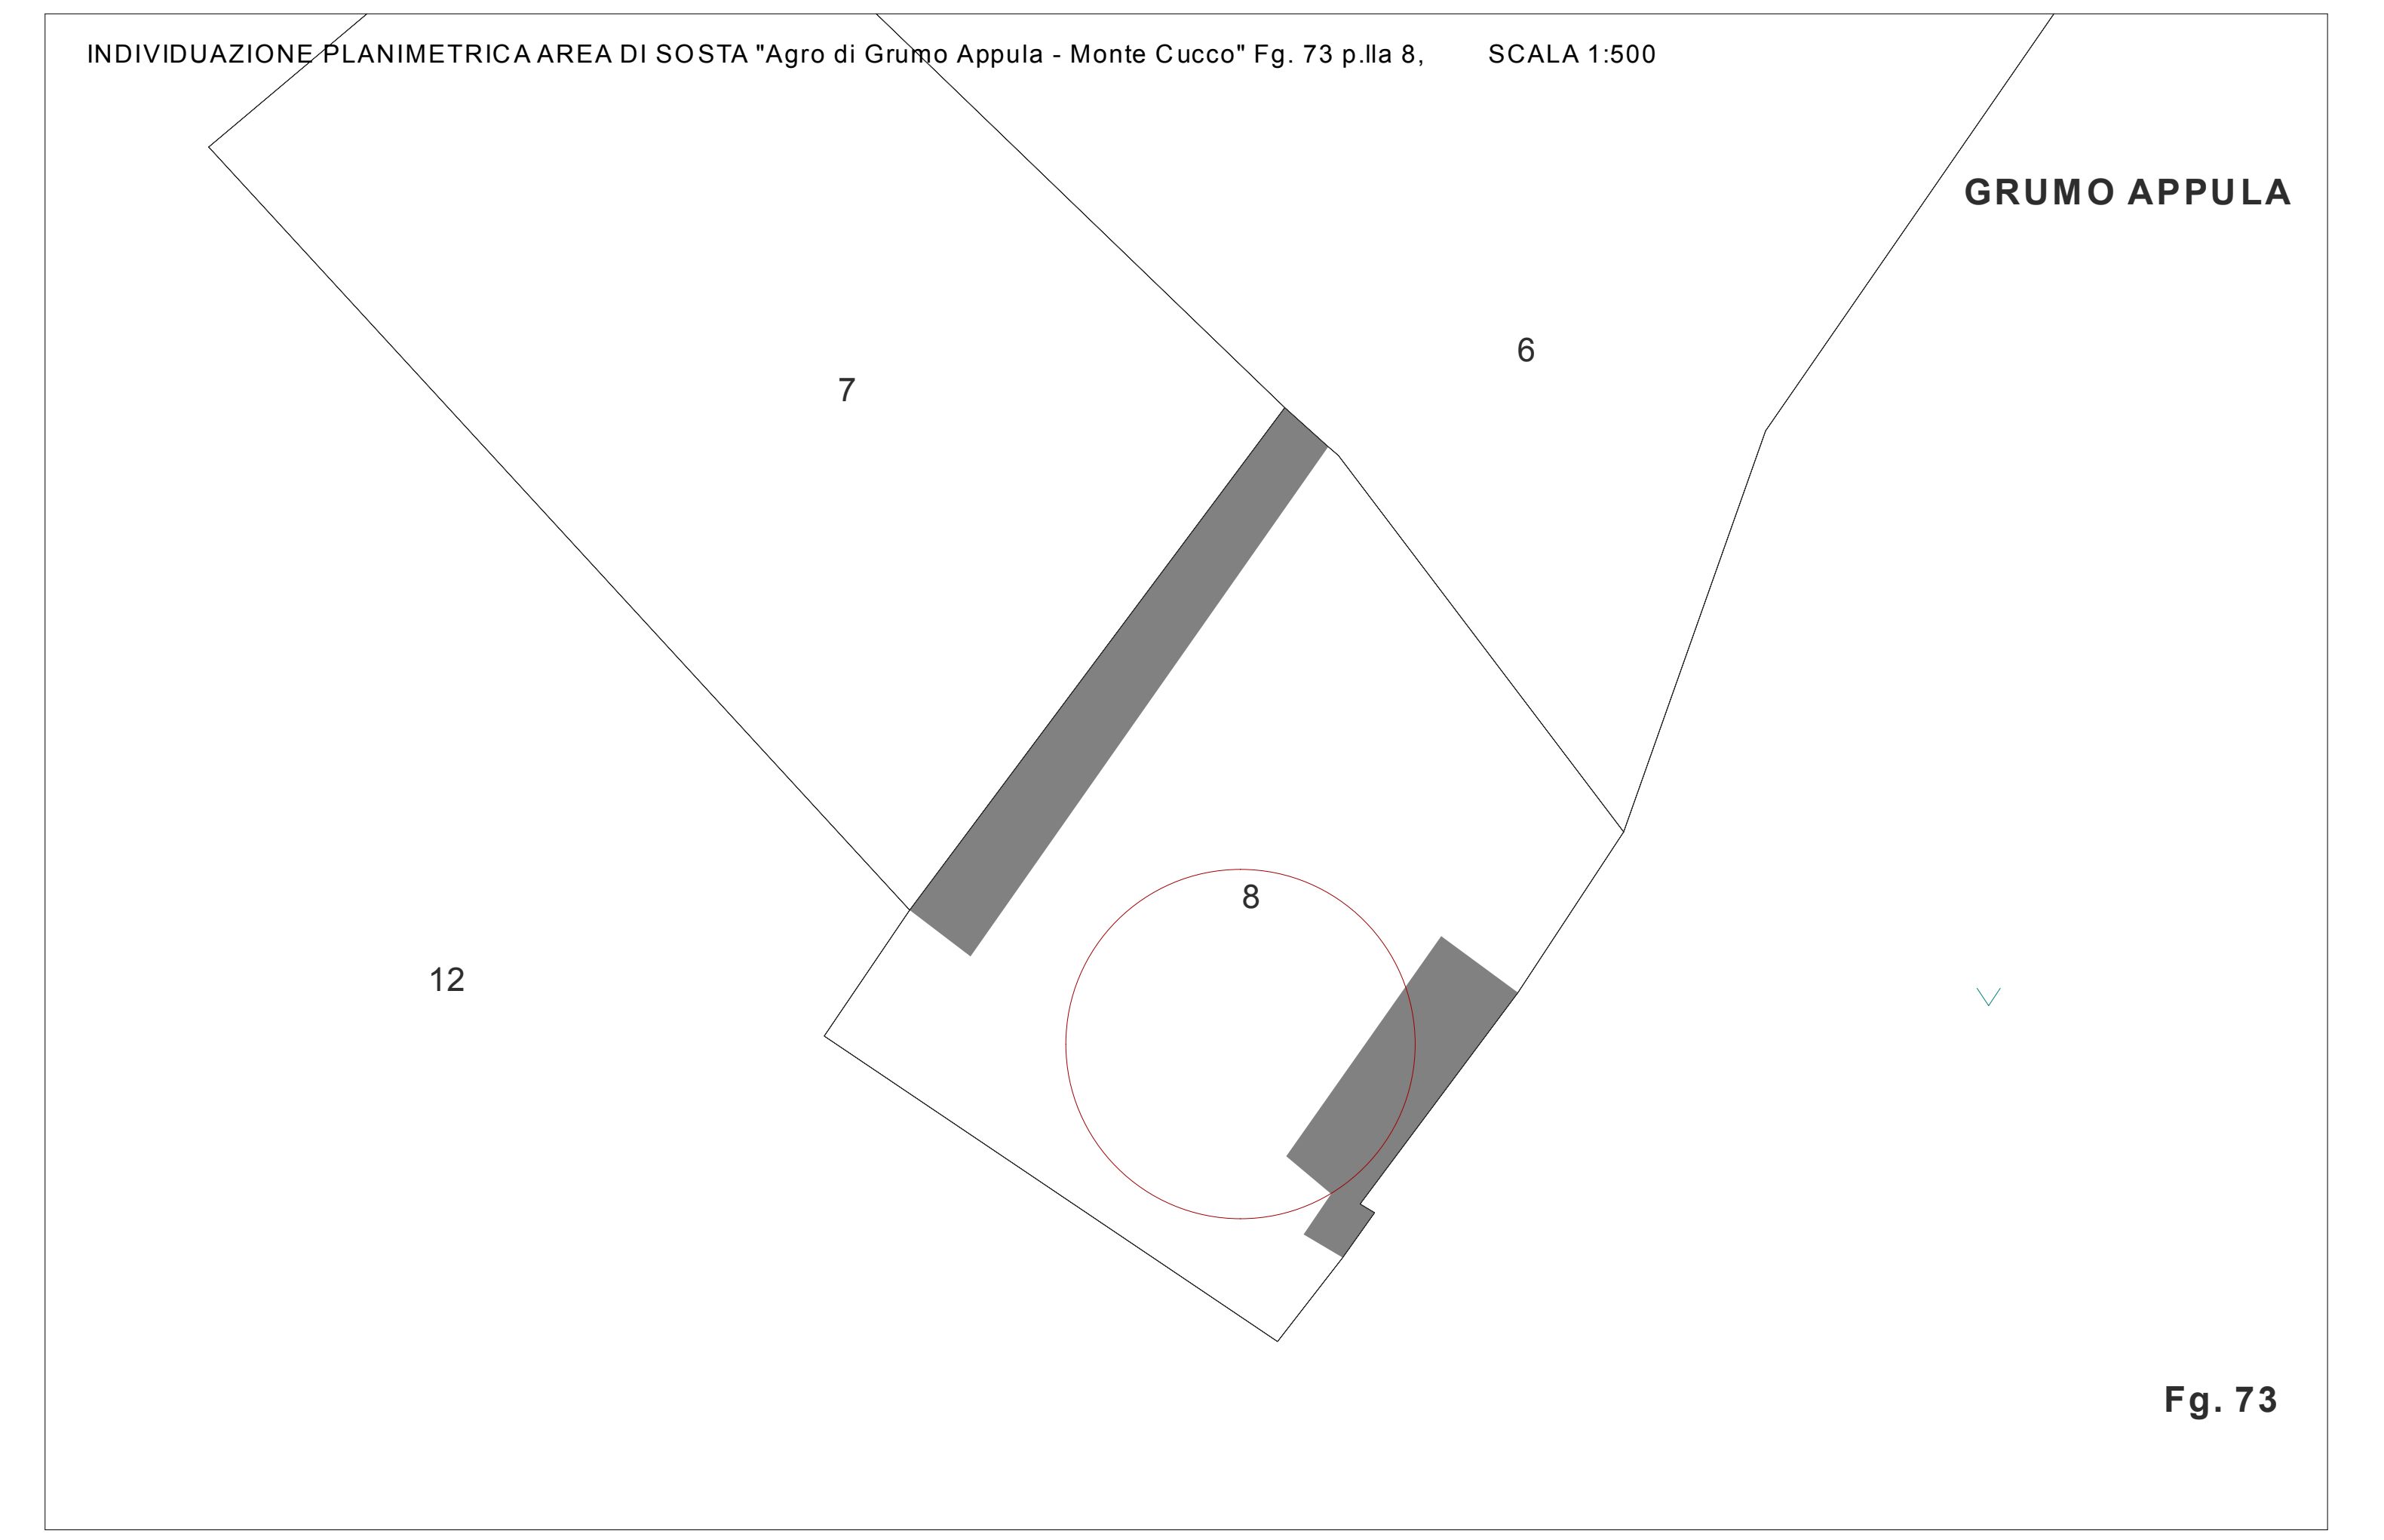 INDIVIDUAZIONE PLANIMETRICA AREA DI SOSTA "Agro di Grumo Appula - Monte Cucco" Fg. 73 p.lla 8, SCALA 1:500
GRUMO APPULA
6
7
8
12
Fg. 73